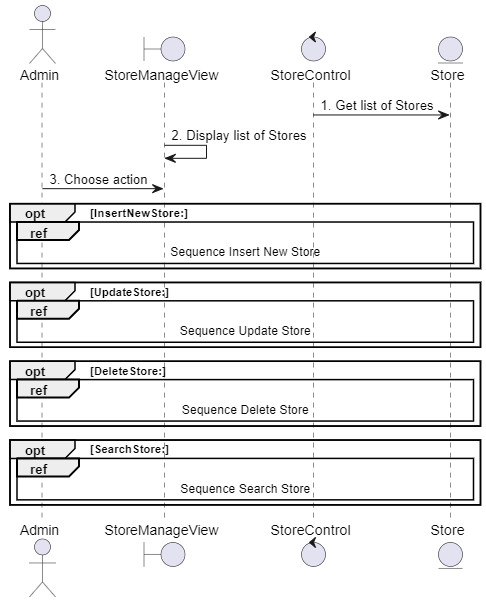 Admin StoreManageView StoreControl Store
1. Get list of Stores
2. Display list of Stores
3. Choose action
opt [InsertNewStore:]
ref
Sequence Insert New Store
opt [UpdateStore:]
ref
Sequence Update Store
opt [DeleteStore:]
ref
Sequence Delete Store
opt [SearchStore:]
ref
Sequence Search Store
Admin StoreManageView StoreControl Store